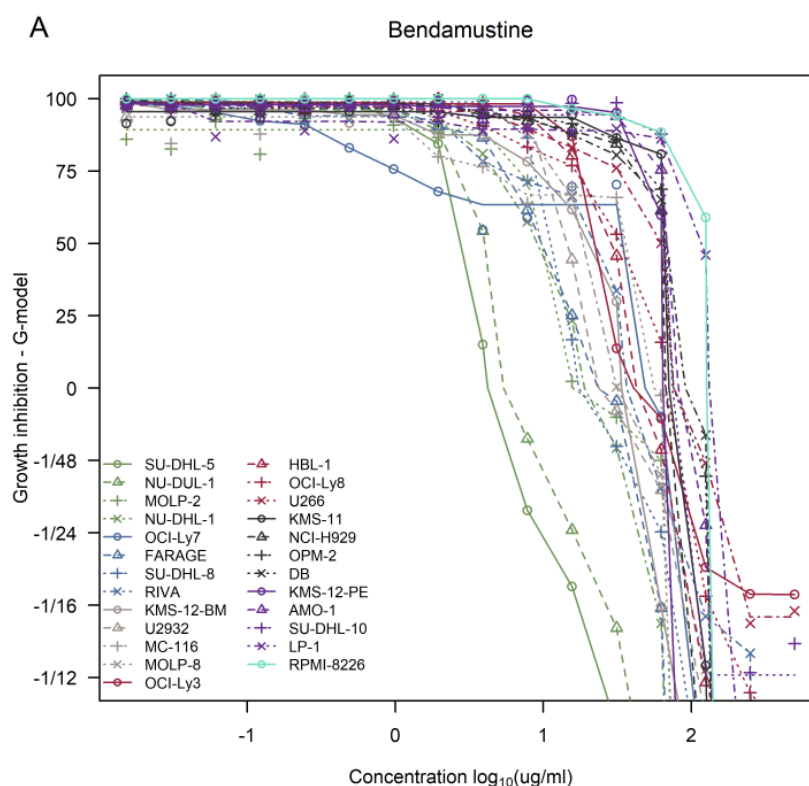 A
Bendamustine
Growth inhibition - G-model
100
75
50
25
0
-1/48
-1/24
-1/16
-1/12
SU-DHL-5
NU-DUL-1
MOLP-2
NU-DHL-1
OCI-Ly7
FARAGE
SU-DHL-8
RIVA
KMS-12-BM
U2932
MC-116
MOLP-8
OCI-Ly3
HBL-1
OCI-Ly8
U266
KMS-11
NCI-H929
OPM-2
DB
KMS-12-PE
AMO-1
SU-DHL-10
LP-1
RPMI-8226
-1
0
1
2
Concentration log10(ug/ml)